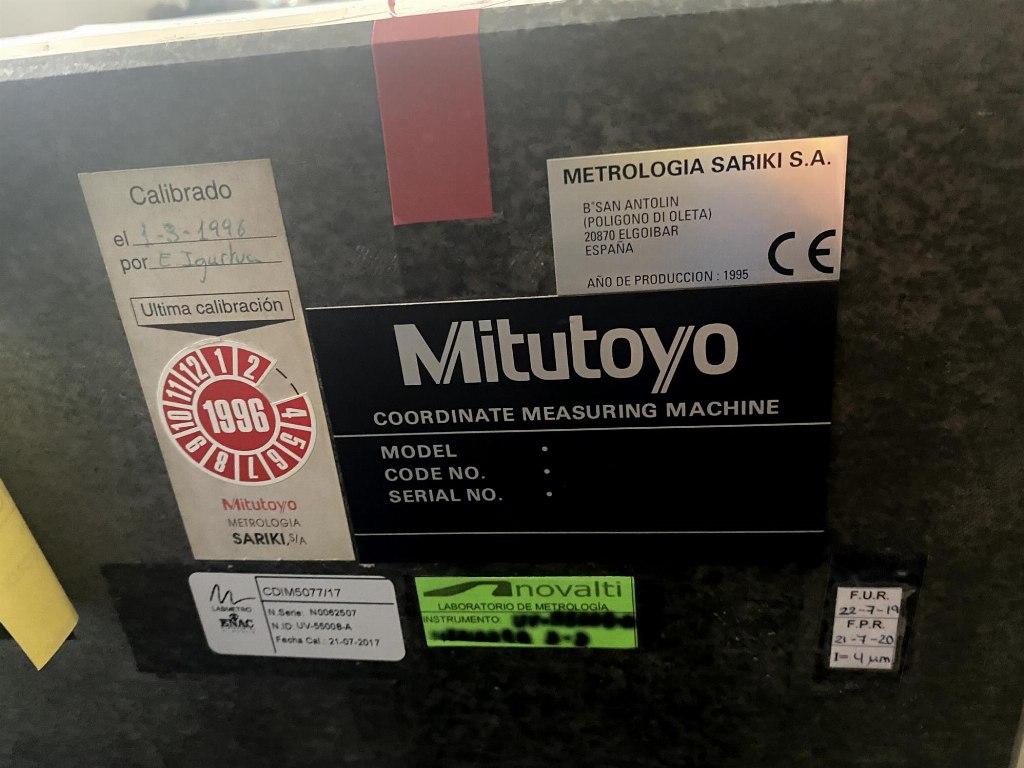 Calibrado
el 1-3-1996
por E
Ultima calibración
1 2 4 5 6 7 8 9 10 11 12
1996
Mitutoyo
METROLOGIA
SARIKI, S/A
METROLOGIA SARIKI S.A.
B°SAN ANTOLIN
(POLIGONO DI OLETA)
20870 ELGOIBAR
ESPAÑA
CE
AÑO DE PRODUCCION : 1995
Mitutoyo
COORDINATE MEASURING MACHINE
MODEL :
CODE NO. :
SERIAL NO. :
LABMETRO
ENAC
CDIM5077/17
N.Serie: N0062507
N.ID: UV-55008-A
Fecha Cal.: 21-07-2017
novalti
LABORATORIO DE METROLOGÍA
INSTRUMENTO:
F.U.R.
22-7-19
F.P.R.
21-7-20
I= 4 µm